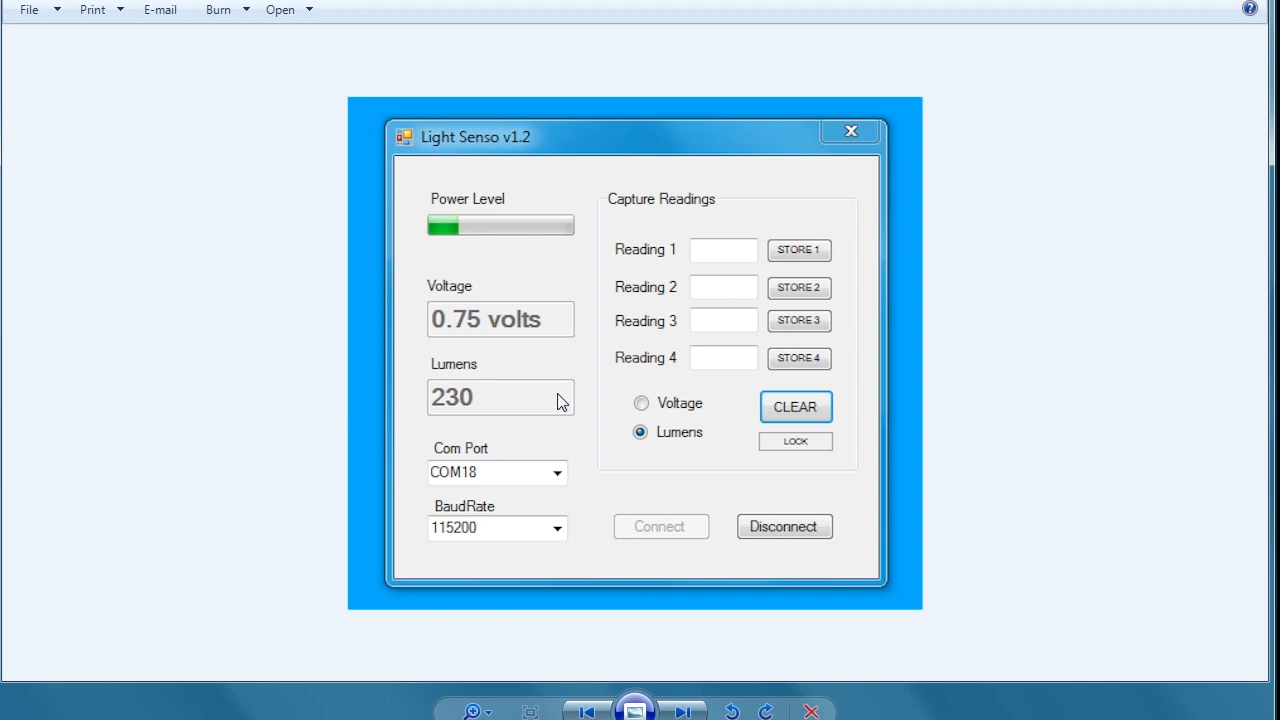 File Print E-mail Burn Open
Light Senso v1.2
Power Level
Voltage
0.75 volts
Lumens
230
Com Port
COM18
BaudRate
115200
Capture Readings
Reading 1 STORE 1
Reading 2 STORE 2
Reading 3 STORE 3
Reading 4 STORE 4
Voltage
CLEAR
Lumens
LOCK
Connect Disconnect